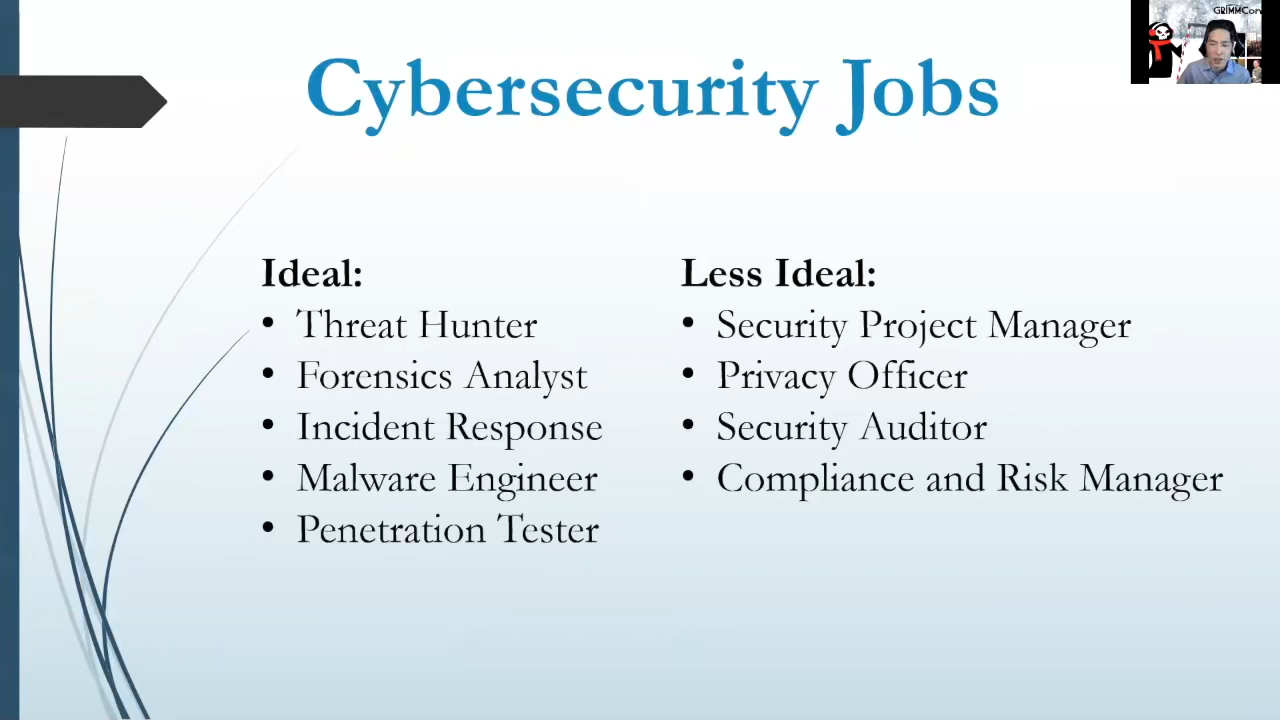 GRIMMCon
Cybersecurity Jobs
Ideal:
• Threat Hunter
• Forensics Analyst
• Incident Response
• Malware Engineer
• Penetration Tester
Less Ideal:
• Security Project Manager
• Privacy Officer
• Security Auditor
• Compliance and Risk Manager